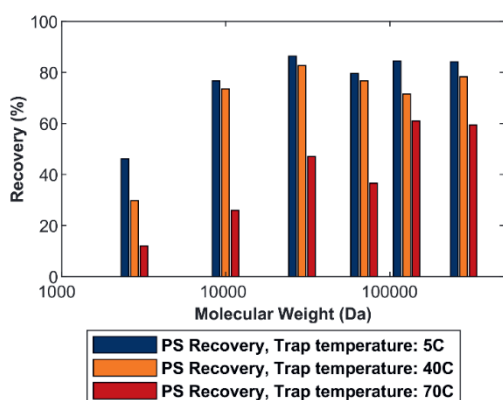 100
80
60
40
20
0
Recovery (%)
1000
10000
100000
Molecular Weight (Da)
PS Recovery, Trap temperature: 5C
PS Recovery, Trap temperature: 40C
PS Recovery, Trap temperature: 70C